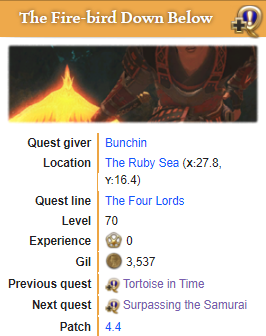 The Fire-bird Down Below
Quest giver Bunchin
Location The Ruby Sea (X:27.8,
Y:16.4)
Quest line The Four Lords
Level 70
Experience 0
Gil 3,537
Previous quest Tortoise in Time
Next quest Surpassing the Samurai
Patch 4.4